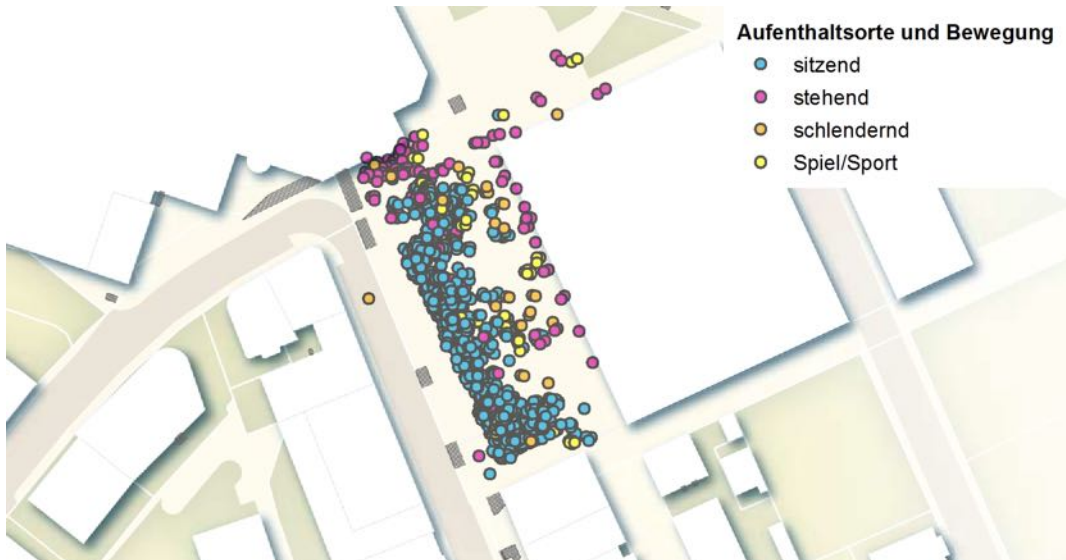 Aufenthaltsorte und Bewegung
sitzend
stehend
schlendernd
Spiel/Sport